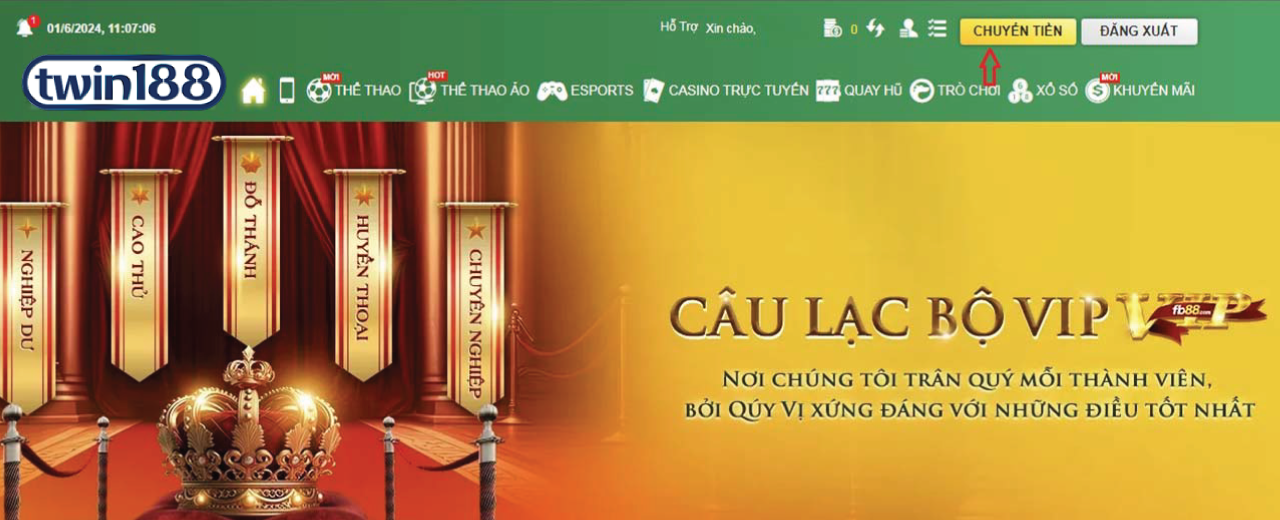 1
01/6/2024, 11:07:06
Hỗ Trợ Xin chào,
0
CHUYỂN TIỀN
ĐĂNG XUẤT
twin188
MỚI
THỂ THAO
HOT
THỂ THAO ẢO
ESPORTS
CASINO TRỰC TUYẾN
777
QUAY HŨ
TRÒ CHƠI
XỔ SỐ
MỚI
KHUYẾN MÃI
NGHIỆP DƯ
CAO THỦ
ĐỔ THÁNH
HUYỀN THOẠI
CHUYÊN NGHIỆP
CÂU LẠC BỘ VIP VIP
fb88.com
NƠI CHÚNG TÔI TRÂN QUÝ MỖI THÀNH VIÊN,
BỞI QÚY VỊ XỨNG ĐÁNG VỚI NHỮNG ĐIỀU TỐT NHẤT